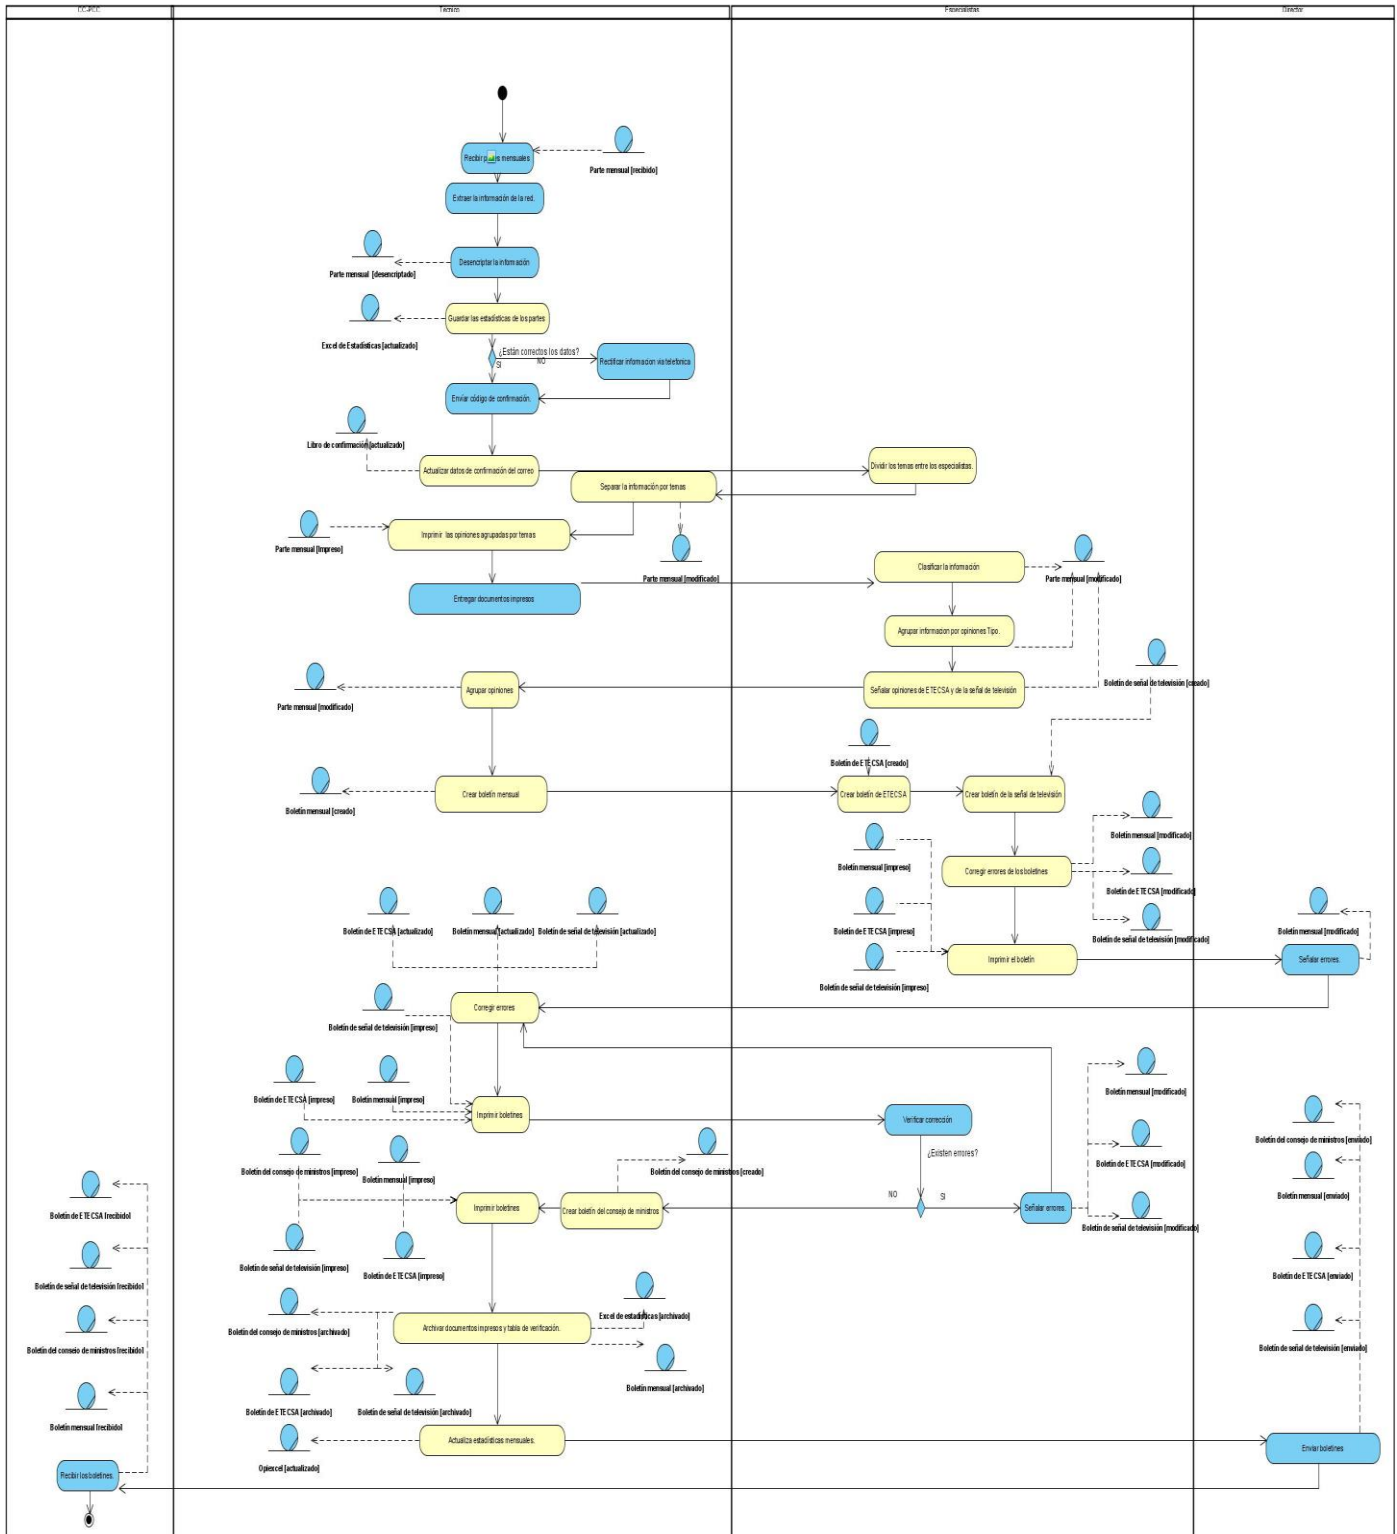 CC-PCC
Técnico
Especialistas
Director
Recibir mensuales
Parte mensual [recibido]
Extraer la información de la red.
Desencriptar la información
Parte mensual [desencriptado]
Guardar las estadísticas de los partes
Excel de Estadísticas [actualizado]
¿Están correctos los datos?
NO
SI
Rectificar informacion via telefonica
Enviar código de confirmación.
Libro de confirmación [actualizado]
Actualizar datos de confirmación del correo
Dividir los temas entre los especialistas.
Separar la información por temas
Imprimir las opiniones agrupadas por temas
Parte mensual [Impreso]
Parte mensual [modificado]
Clasificar la información
Parte mensual [modificado]
Entregar documentos impresos
Agrupar informacion por opiniones Tipo.
Señalar opiniones de ETECSA y de la señal de televisión
Boletín de señal de televisión [creado]
Agrupar opiniones
Parte mensual [modificado]
Boletín de ETECSA [creado]
Crear boletín mensual
Boletín mensual [creado]
Crear boletín de ETECSA
Crear boletín de la señal de televisión
Boletín mensual [modificado]
Boletín mensual [impreso]
Corregir errores de los boletines
Boletín de ETECSA [modificado]
Boletín de ETECSA [impreso]
Boletín de señal de televisión [modificado]
Boletín de ETECSA [actualizado]
Boletín mensual [actualizado]
Boletín de señal de televisión [actualizado]
Boletín mensual [modificado]
Imprimir el boletín
Señalar errores.
Boletín de señal de televisión [impreso]
Corregir errores
Boletín de señal de televisión [impreso]
Boletín de ETECSA [impreso]
Boletín mensual [impreso]
Boletín mensual [modificado]
Imprimir boletines
Verificar corrección
Boletín del consejo de ministros [enviado]
¿Existen errores?
Boletín de ETECSA [modificado]
Boletín del consejo de ministros [impreso]
Boletín mensual [impreso]
Boletín del consejo de ministros [creado]
Boletín mensual [enviado]
NO
SI
Boletín de ETECSA [recibido]
Imprimir boletines
Crear boletín del consejo de ministros
Señalar errores.
Boletín de señal de televisión [modificado]
Boletín de señal de televisión [impreso]
Boletín de ETECSA [impreso]
Boletín de ETECSA [enviado]
Boletín de señal de televisión [recibido]
Excel de estadísticas [archivado]
Boletín del consejo de ministros [archivado]
Archivar documentos impresos y tabla de verificación.
Boletín del consejo de ministros [recibido]
Boletín de señal de televisión [enviado]
Boletín mensual [archivado]
Boletín de ETECSA [archivado]
Boletín de señal de televisión [archivado]
Boletín mensual [recibido]
Actualiza estadísticas mensuales.
Opiexcel [actualizado]
Enviar boletines
Recibir los boletines.